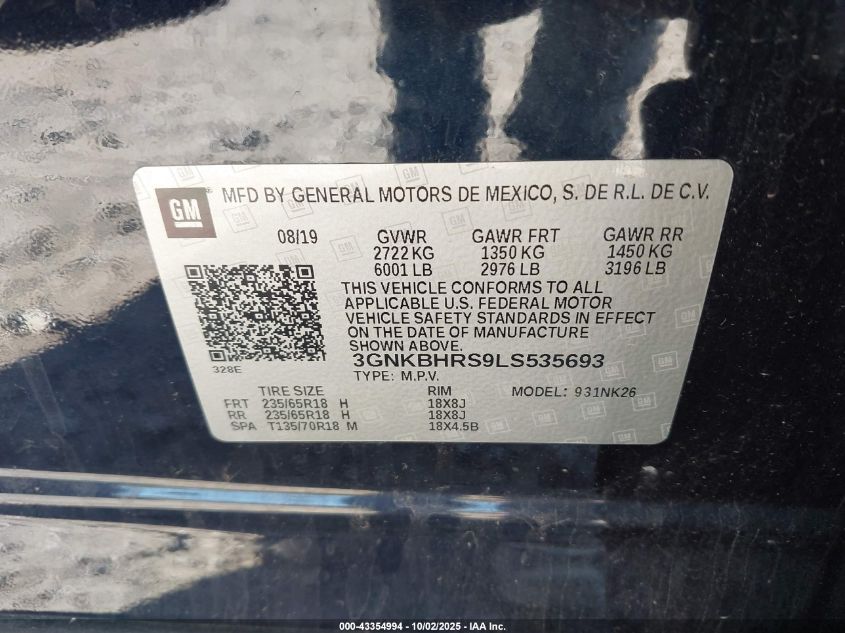 GM
MFD BY GENERAL MOTORS DE MEXICO, S. DE R.L. DE C.V.
08/19 GVWR GAWR FRT GAWR RR
2722 KG 1350 KG 1450 KG
6001 LB 2976 LB 3196 LB
THIS VEHICLE CONFORMS TO ALL
APPLICABLE U.S. FEDERAL MOTOR
VEHICLE SAFETY STANDARDS IN EFFECT
ON THE DATE OF MANUFACTURE
SHOWN ABOVE.
328E
3GNKBHRS9LS535693
TYPE: M.P.V.
MODEL: 931NK26
TIRE SIZE RIM
FRT 235/65R18 H 18X8J
RR 235/65R18 H 18X8J
SPA T135/70R18 M 18X4.5B
000-43354994 - 10/02/2025 - IAA Inc.